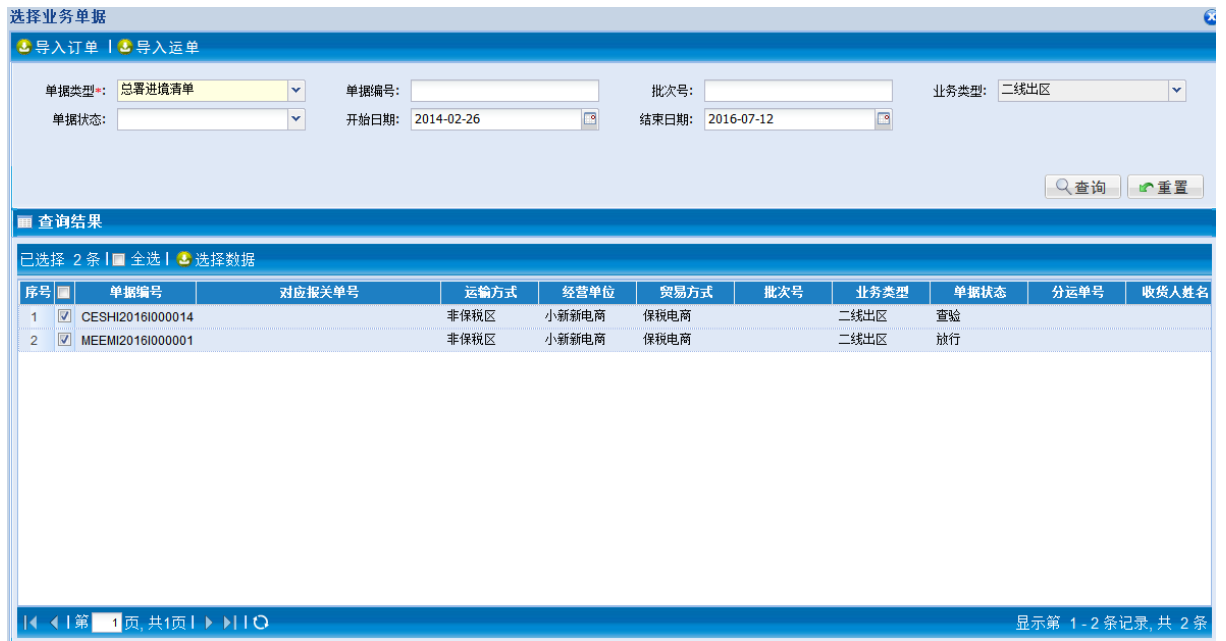 选择业务单据
导入订单 | 导入运单
单据类型*: 总署进境清单 单据编号: 批次号: 业务类型: 二线出区
单据状态: 开始日期: 2014-02-26 结束日期: 2016-07-12
查询 重置
查询结果
已选择 2 条 | 全选 | 选择数据
序号 单据编号 对应报关单号 运输方式 经营单位 贸易方式 批次号 业务类型 单据状态 分运单号 收货人姓名
1 CESHI2016I000014 非保税区 小新新电商 保税电商 二线出区 查验
2 MEEMI2016I000001 非保税区 小新新电商 保税电商 二线出区 放行
第 1 页, 共1页 显示第 1 - 2 条记录, 共 2 条